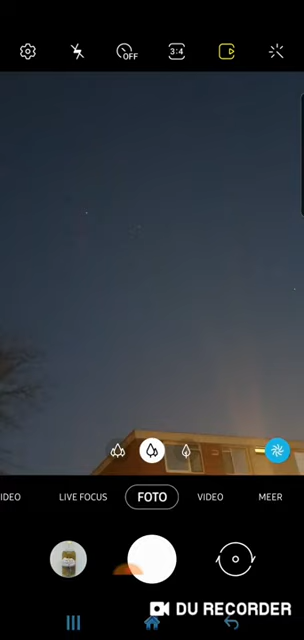 OFF
3:4
IDEO
LIVE FOCUS
FOTO
VIDEO
MEER
DU RECORDER